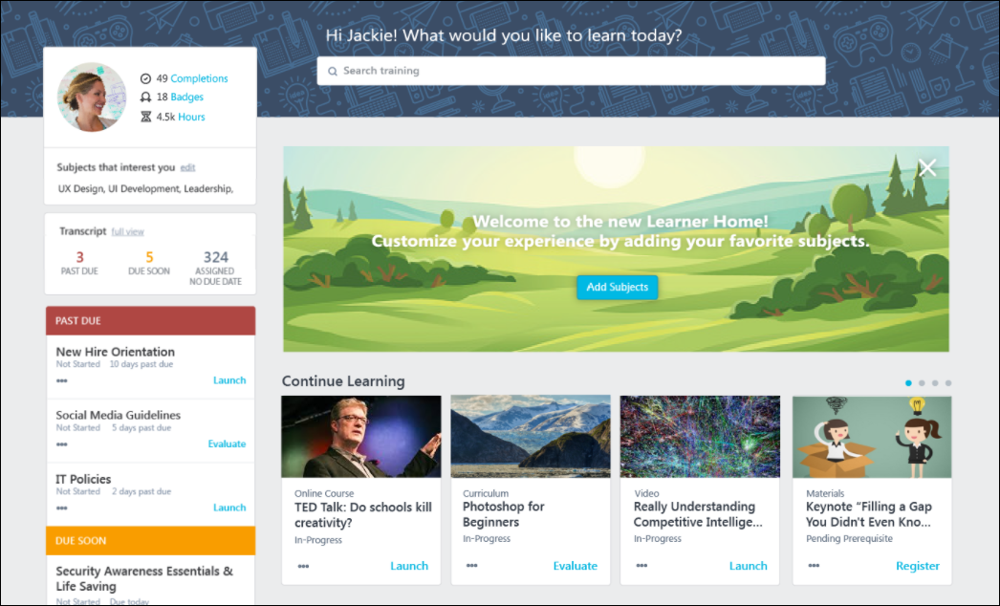 Hi Jackie! What would you like to learn today?
Search training
49 Completions
18 Badges
4.5k Hours
Subjects that interest you edit
UX Design, UI Development, Leadership,
Transcript full view
3
PAST DUE
5
DUE SOON
324
ASSIGNED
NO DUE DATE
PAST DUE
New Hire Orientation
Not Started 10 days past due
Launch
Social Media Guidelines
Not Started 5 days past due
Evaluate
IT Policies
Not Started 2 days past due
Launch
DUE SOON
Security Awareness Essentials &
Life Saving
Not Started Due today
Welcome to the new Learner Home!
Customize your experience by adding your favorite subjects.
Add Subjects
Continue Learning
Online Course
TED Talk: Do schools kill
creativity?
In-Progress
Launch
Curriculum
Photoshop for
Beginners
In-Progress
Evaluate
Video
Really Understanding
Competitive Intellige...
In-Progress
Launch
Materials
Keynote “Filling a Gap
You Didn't Even Kno...
Pending Prerequisite
Register